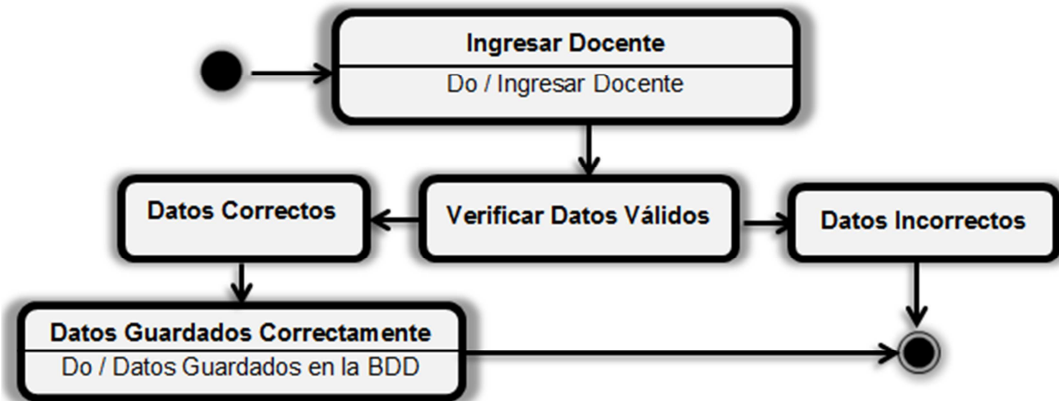 Ingresar Docente
Do / Ingresar Docente
Datos Correctos
Verificar Datos Válidos
Datos Incorrectos
Datos Guardados Correctamente
Do / Datos Guardados en la BDD